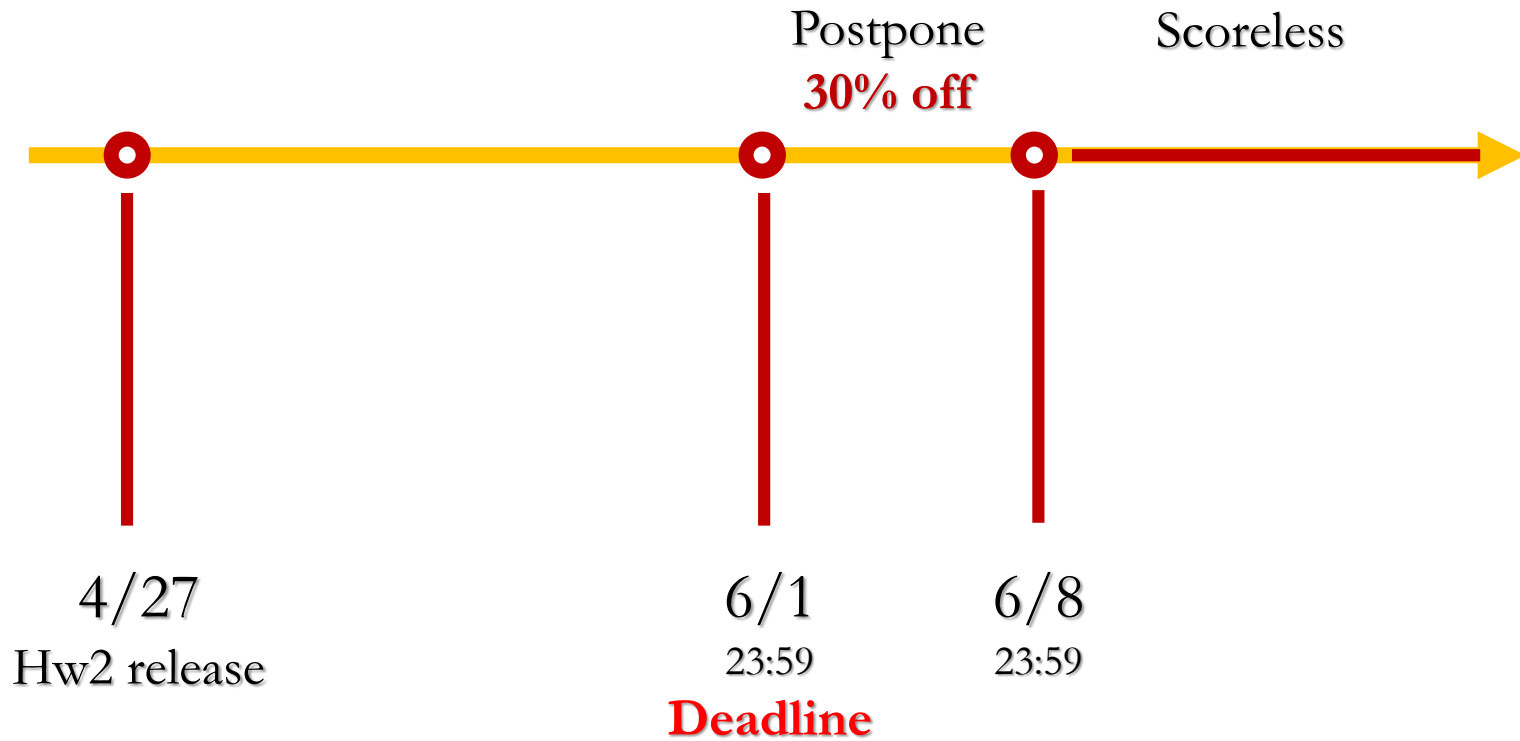 Postpone
30% off
Scoreless
4/27
Hw2 release
6/1
23:59
Deadline
6/8
23:59